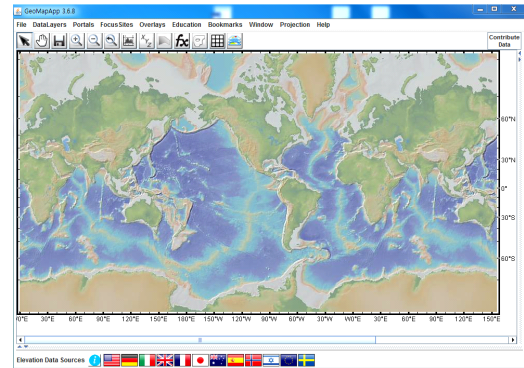 GeoMapApp 3.6.8
File DataLayers Portals FocusSites Overlays Education Bookmarks Window Projection Help
Contribute
Data
60°N
30°N
0°
30°S
60°S
0°E 30°E 60°E 90°E 120°E 150°E 180°E 150°W 120°W 90°W 60°W 30°W W0°E 30°E 60°E 90°E 120°E 150°E
Elevation Data Sources